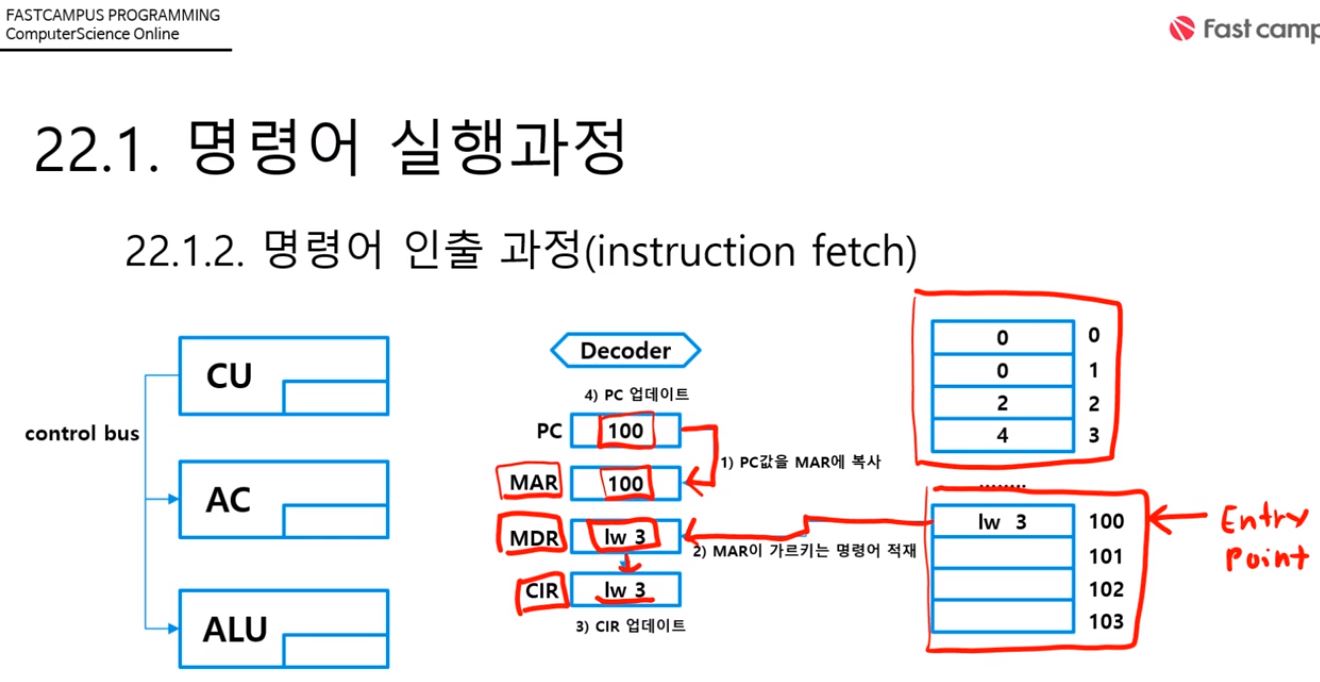 FASTCAMPUS PROGRAMMING
ComputerScience Online
Fast camp
22.1. 명령어 실행과정
22.1.2. 명령어 인출 과정(instruction fetch)
CU
control bus
AC
ALU
Decoder
4) PC 업데이트
PC 100
1) PC값을 MAR에 복사
MAR 100
MDR lw 3
2) MAR이 가르키는 명령어 적재
CIR lw 3
3) CIR 업데이트
0 0
0 1
2 2
4 3
........
lw 3 100
101
102
103
Entry
Point